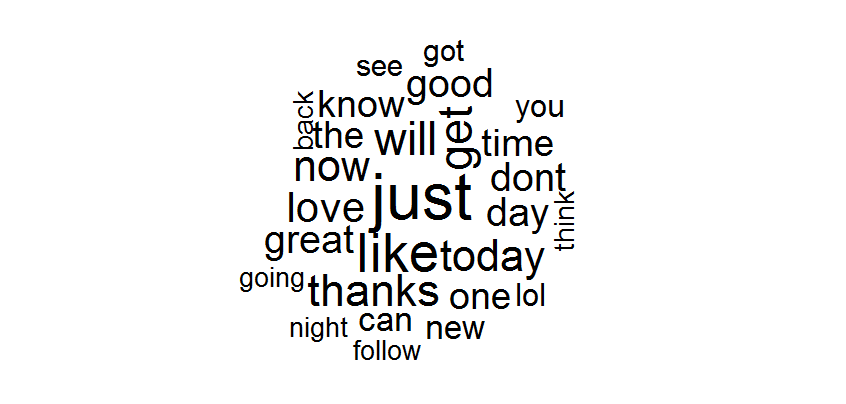 got
see
good
know
back
you
the
will
get
time
now
dont
just
love
day
think
great
like
today
going
thanks
one
lol
night
can
new
follow